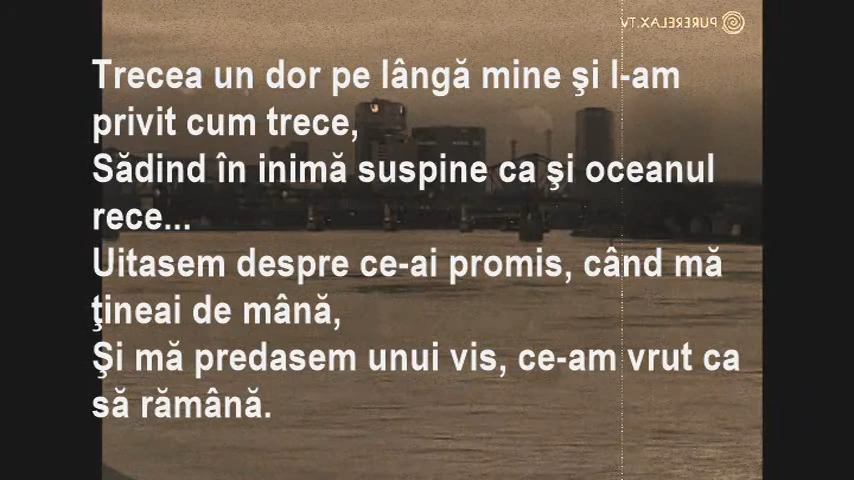 PURERELAX.TV
Trecea un dor pe lângă mine şi l-am
privit cum trece,
Sădind în inimă suspine ca şi oceanul
rece...
Uitasem despre ce-ai promis, când mă
ţineai de mână,
Şi mă predasem unui vis, ce-am vrut ca
să rămână.